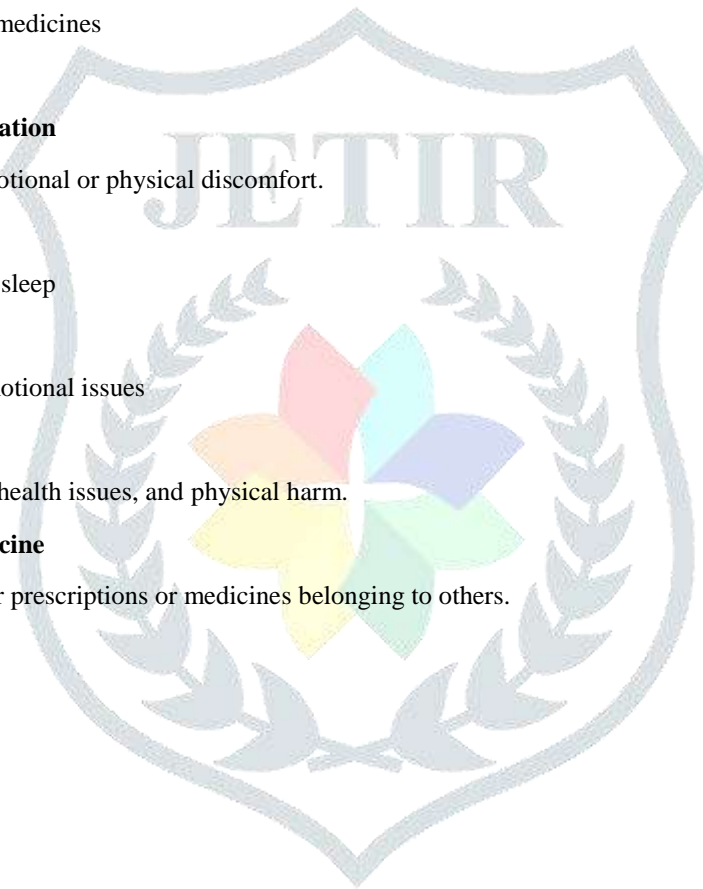 medicines
ation
otional or physical discomfort.
JETIR
sleep
otional issues
health issues, and physical harm.
cine
r prescriptions or medicines belonging to others.